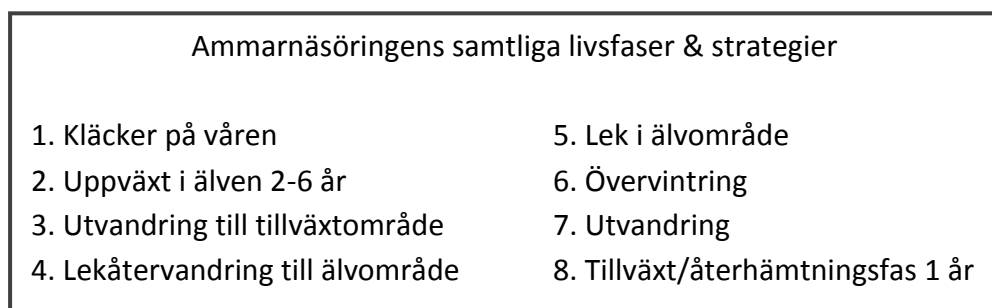 Ammarnäsöringens samtliga livsfaser & strategier
1. Kläcker på våren
2. Uppväxt i älven 2-6 år
3. Utvandring till tillväxtområde
4. Lekåtervandring till älvområde
5. Lek i älvområde
6. Övervintring
7. Utvandring
8. Tillväxt/återhämtningsfas 1 år